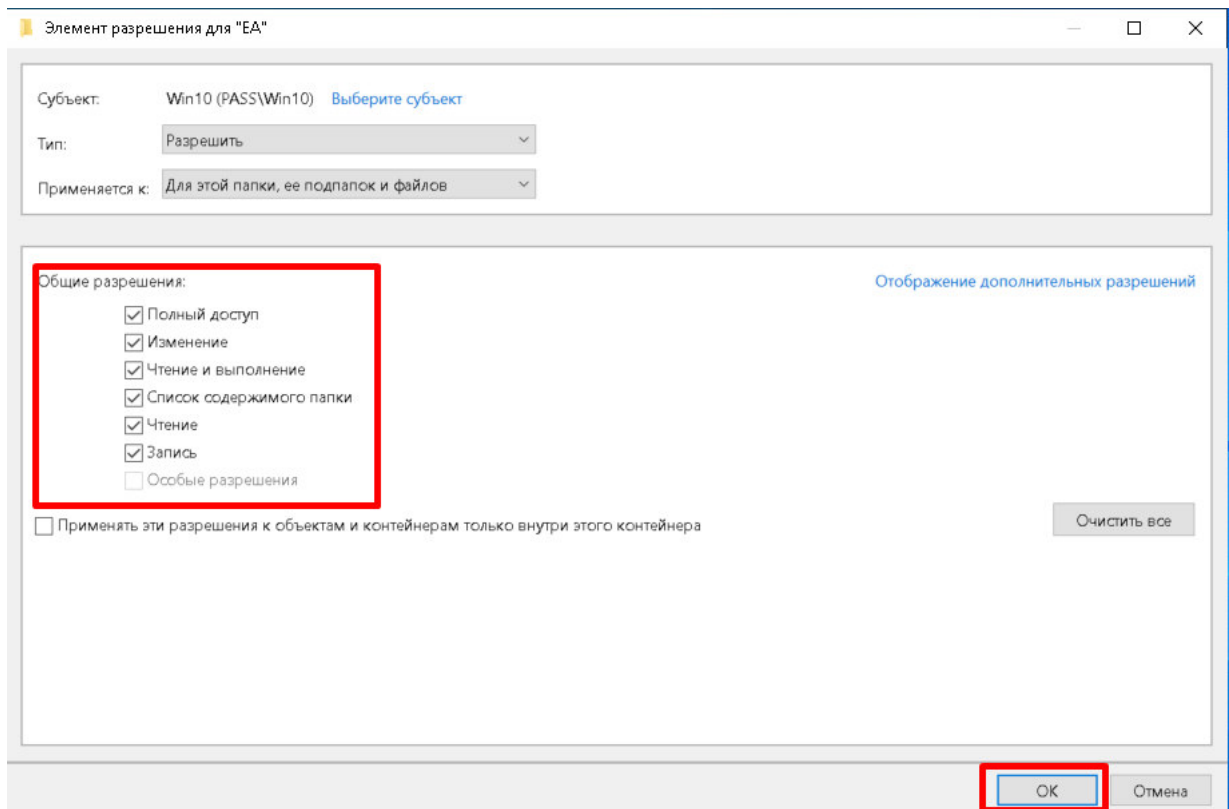 Элемент разрешения для "EA"
Субъект: Win10 (PASS\Win10) Выберите субъект
Тип: Разрешить
Применяется к: Для этой папки, ее подпапок и файлов
Общие разрешения: Отображение дополнительных разрешений
Полный доступ
Изменение
Чтение и выполнение
Список содержимого папки
Чтение
Запись
Особые разрешения
Применять эти разрешения к объектам и контейнерам только внутри этого контейнера Очистить все
ОК Отмена